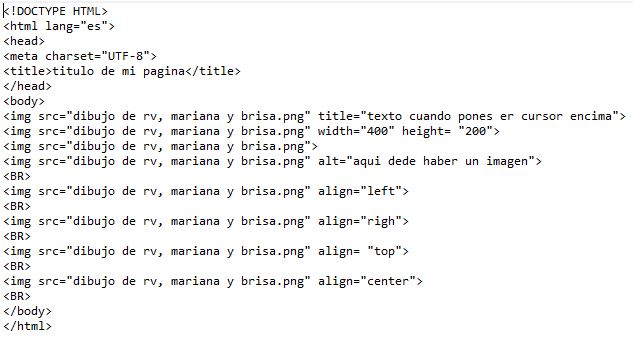 <!DOCTYPE HTML>
<html lang="es">
<head>
<meta charset="UTF-8">
<title>titulo de mi pagina</title>
</head>
<body>
<img src="dibujo de rv, mariana y brisa.png" title="texto cuando pones er cursor encima">
<img src="dibujo de rv, mariana y brisa.png" width="400" height= "200">
<img src="dibujo de rv, mariana y brisa.png">
<img src="dibujo de rv, mariana y brisa.png" alt="aqui dede haber un imagen">
<BR>
<img src="dibujo de rv, mariana y brisa.png" align="left">
<BR>
<img src="dibujo de rv, mariana y brisa.png" align="righ">
<BR>
<img src="dibujo de rv, mariana y brisa.png" align= "top">
<BR>
<img src="dibujo de rv, mariana y brisa.png" align="center">
<BR>
</body>
</html>